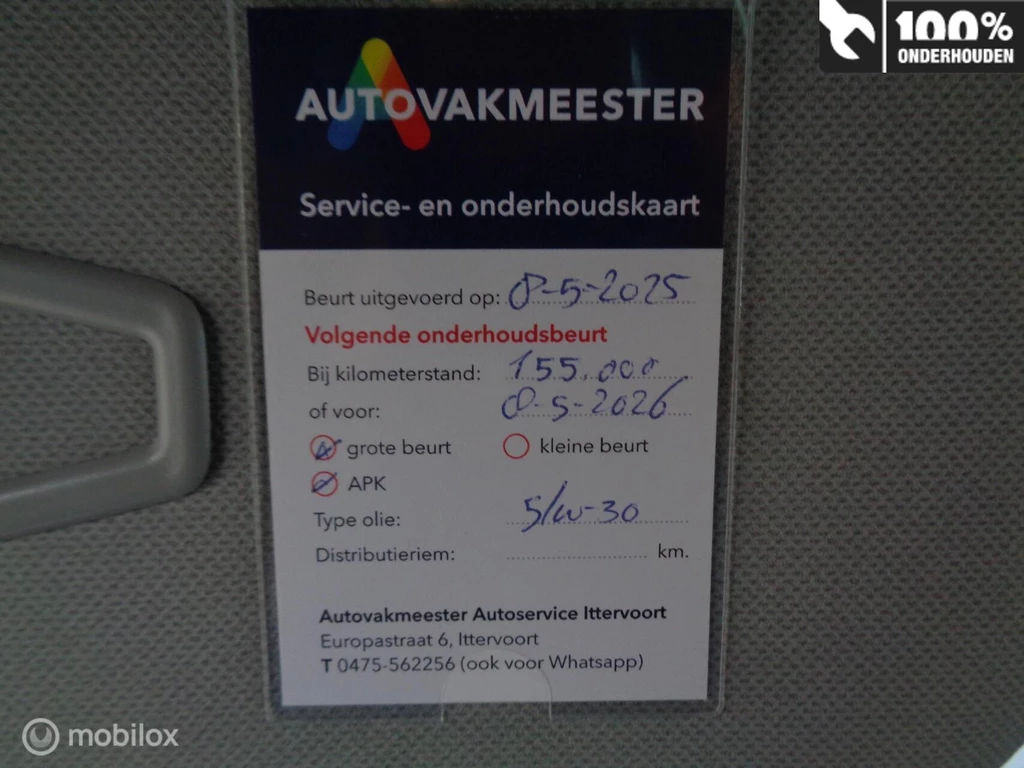 100%
ONDERHOUDEN
AUTOVAKMEESTER
Service- en onderhoudskaart
Beurt uitgevoerd op: 8-5-2025
Volgende onderhoudsbeurt
Bij kilometerstand: 155.000
of voor: 8-5-2026
grote beurt kleine beurt
APK
Type olie: 5/w-30
Distributieriem: km.
Autovakmeester Autoservice Ittervoort
Europastraat 6, Ittervoort
T 0475-562256 (ook voor Whatsapp)
mobilox